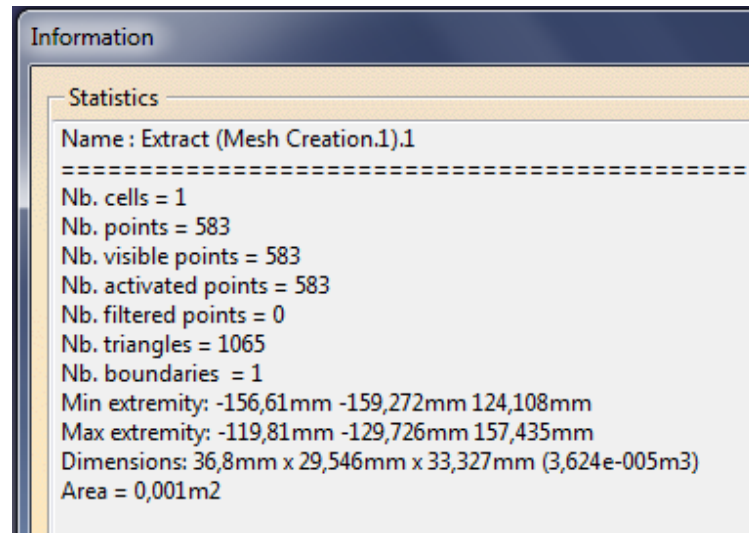 Information
Statistics
Name : Extract (Mesh Creation.1).1
=============================================
Nb. cells = 1
Nb. points = 583
Nb. visible points = 583
Nb. activated points = 583
Nb. filtered points = 0
Nb. triangles = 1065
Nb. boundaries  = 1
Min extremity: -156,61mm -159,272mm 124,108mm
Max extremity: -119,81mm -129,726mm 157,435mm
Dimensions: 36,8mm x 29,546mm x 33,327mm (3,624e-005m3)
Area = 0,001m2